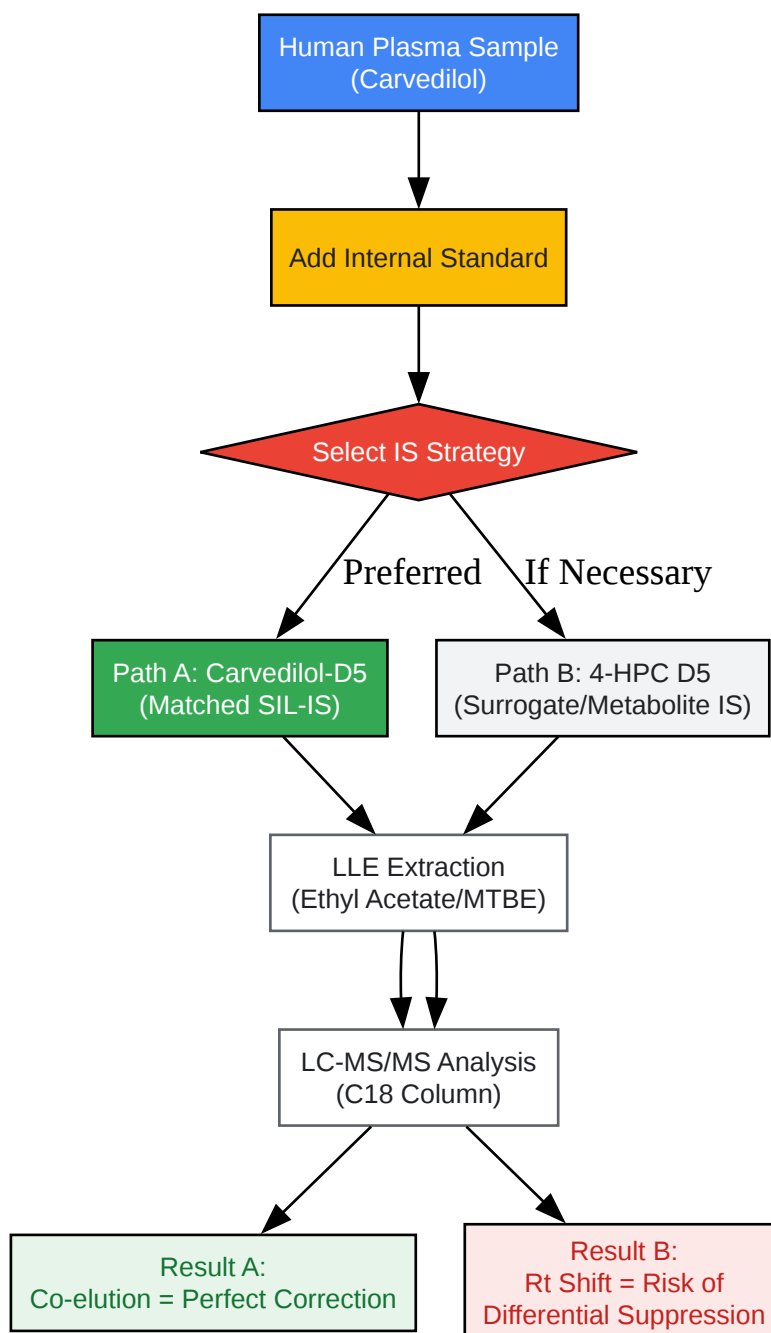 Human Plasma Sample
(Carvedilol)
Add Internal Standard
Select IS Strategy
Preferred
If Necessary
Path A: Carvedilol-D5
(Matched SIL-IS)
Path B: 4-HPC D5
(Surrogate/Metabolite IS)
LLE Extraction
(Ethyl Acetate/MTBE)
LC-MS/MS Analysis
(C18 Column)
Result A:
Co-elution = Perfect Correction
Result B:
Rt Shift = Risk of
Differential Suppression